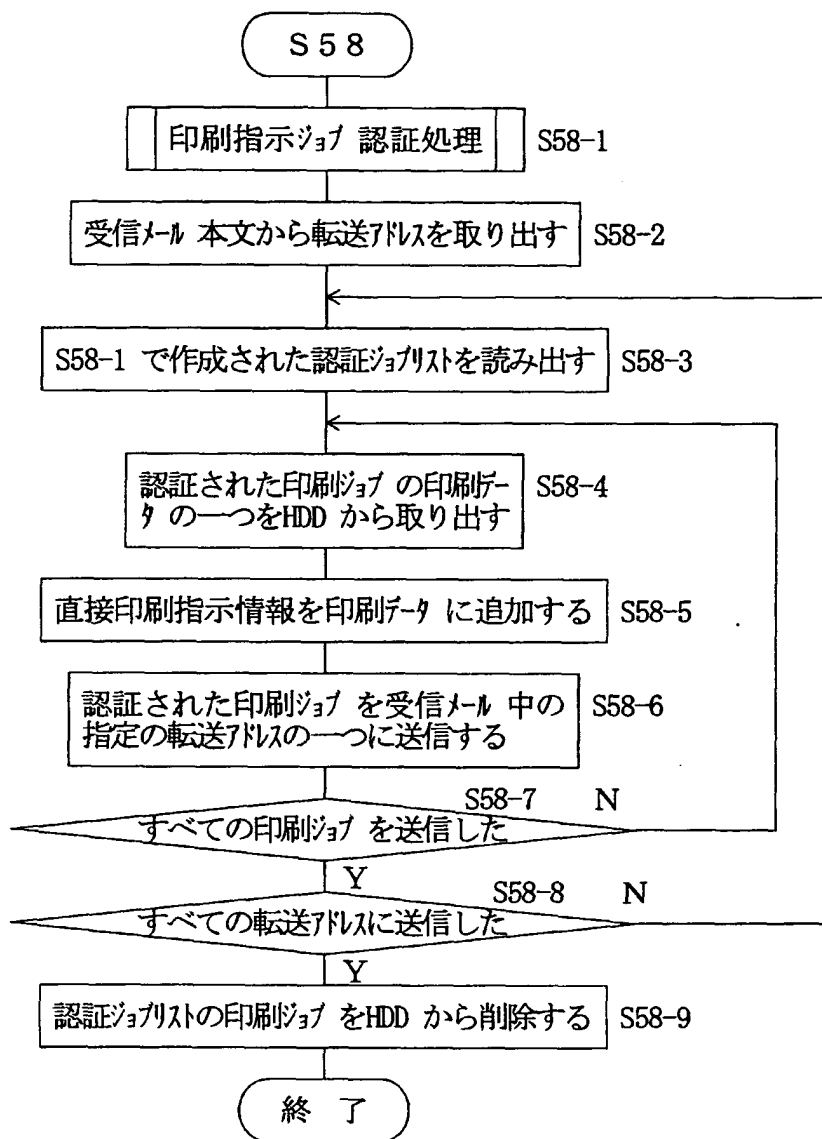 S58
印刷指示ｼﾞｮﾌﾞ 認証処理 S58-1
受信ﾒｰﾙ 本文から転送ｱﾄﾞﾚｽを取り出す S58-2
S58-1 で作成された認証ｼﾞｮﾌﾞﾘｽﾄを読み出す S58-3
認証された印刷ｼﾞｮﾌﾞ の印刷ﾃﾞｰ S58-4
ﾀ の一つをHDD から取り出す
直接印刷指示情報を印刷ﾃﾞｰﾀ に追加する S58-5
認証された印刷ｼﾞｮﾌﾞ を受信ﾒｰﾙ 中の S58-6
指定の転送ｱﾄﾞﾚｽの一つに送信する
S58-7 N
すべての印刷ｼﾞｮﾌﾞ を送信した
Y
S58-8 N
すべての転送ｱﾄﾞﾚｽに送信した
Y
認証ｼﾞｮﾌﾞﾘｽﾄの印刷ｼﾞｮﾌﾞ をHDD から削除する S58-9
終 了